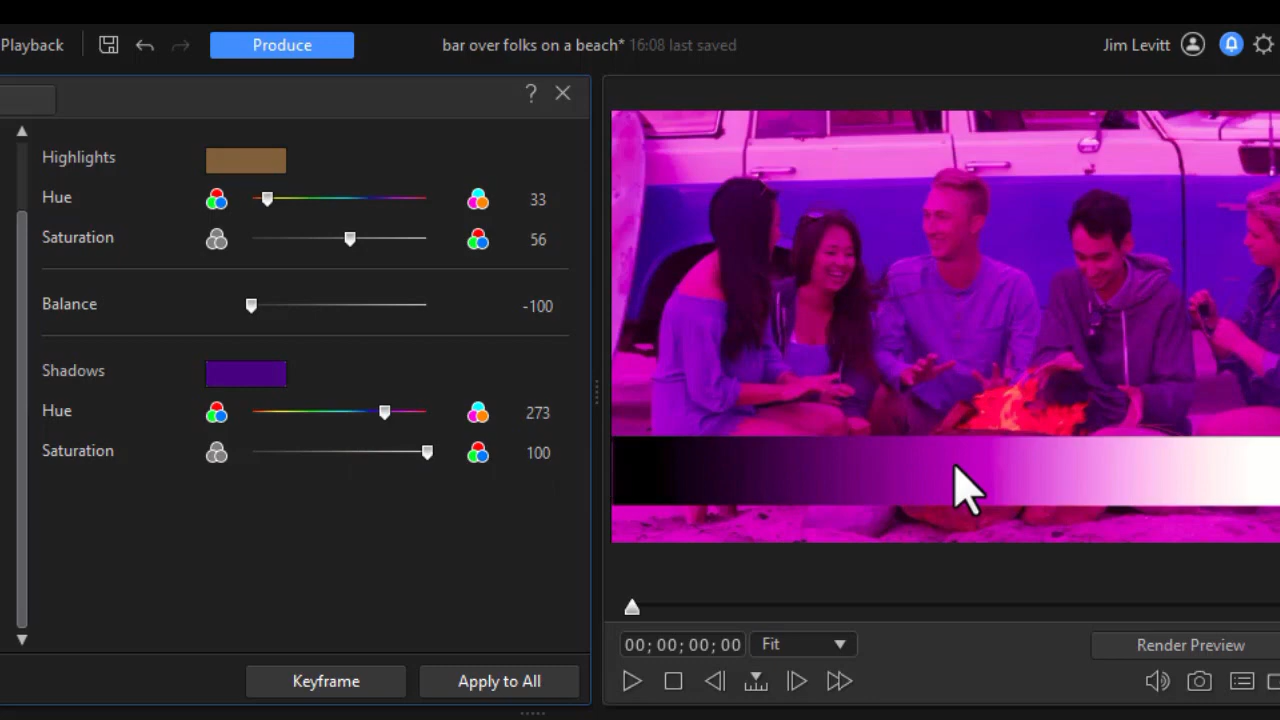 Playback
Produce
bar over folks on a beach* 16:08 last saved
Jim Levitt
?
Highlights
Hue
33
Saturation
56
Balance
-100
Shadows
Hue
273
Saturation
100
Keyframe
Apply to All
00;00;00;00
Fit
Render Preview